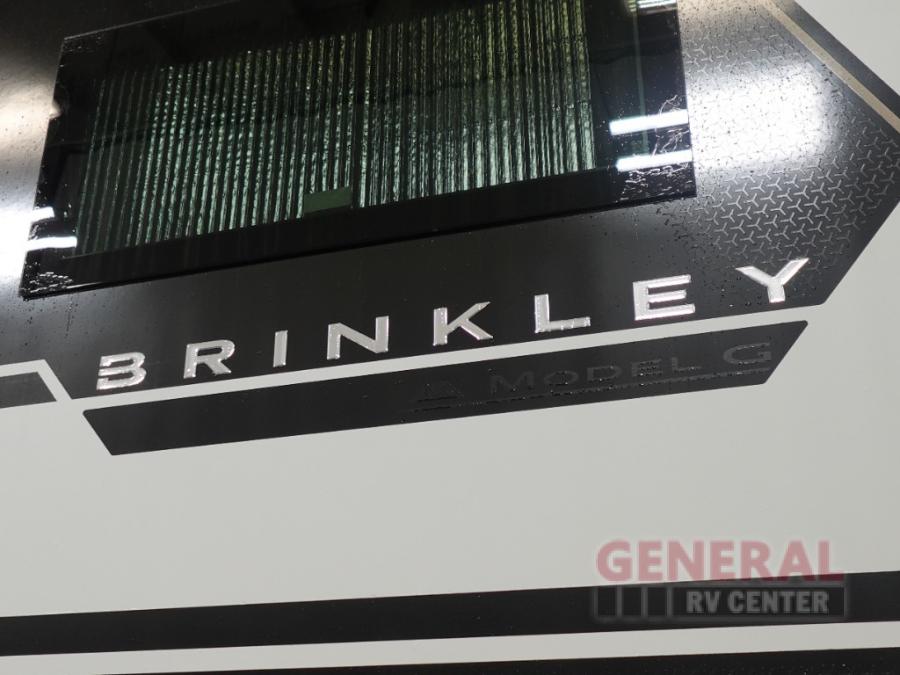 BRINKLEY
MODEL G
GENERAL
RV CENTER